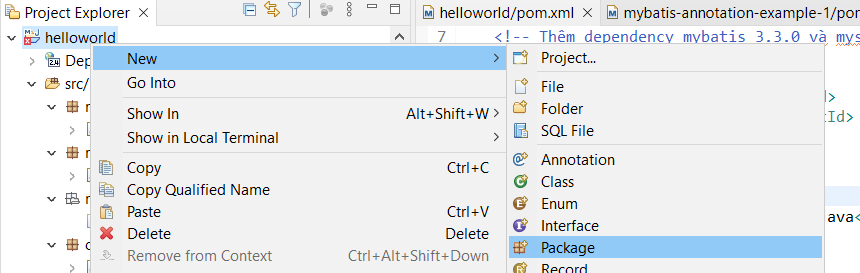 Project Explorer
helloworld
Dep
src/
New
Go Into
Show In Alt+Shift+W
Show in Local Terminal
Copy Ctrl+C
Copy Qualified Name
Paste Ctrl+V
Delete Delete
Remove from Context Ctrl+Alt+Shift+Down
Project...
File
Folder
SQL File
Annotation
Class
Enum
Interface
Package
Record
helloworld/pom.xml
mybatis-annotation-example-1/pom
7 <!-- Thêm dependency mybatis 3.3.0 và mys
d>
tId>
ava<